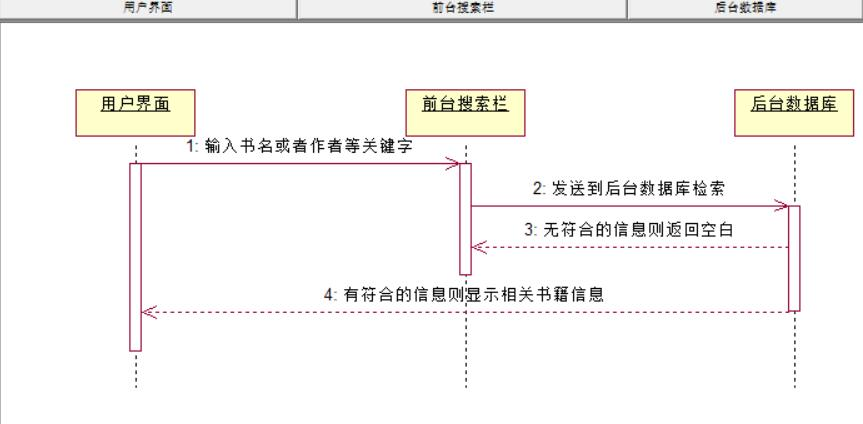 用户界面
前台搜索栏
后台数据库
用户界面
前台搜索栏
后台数据库
1: 输入书名或者作者等关键字
2: 发送到后台数据库检索
3: 无符合的信息则返回空白
4: 有符合的信息则显示相关书籍信息